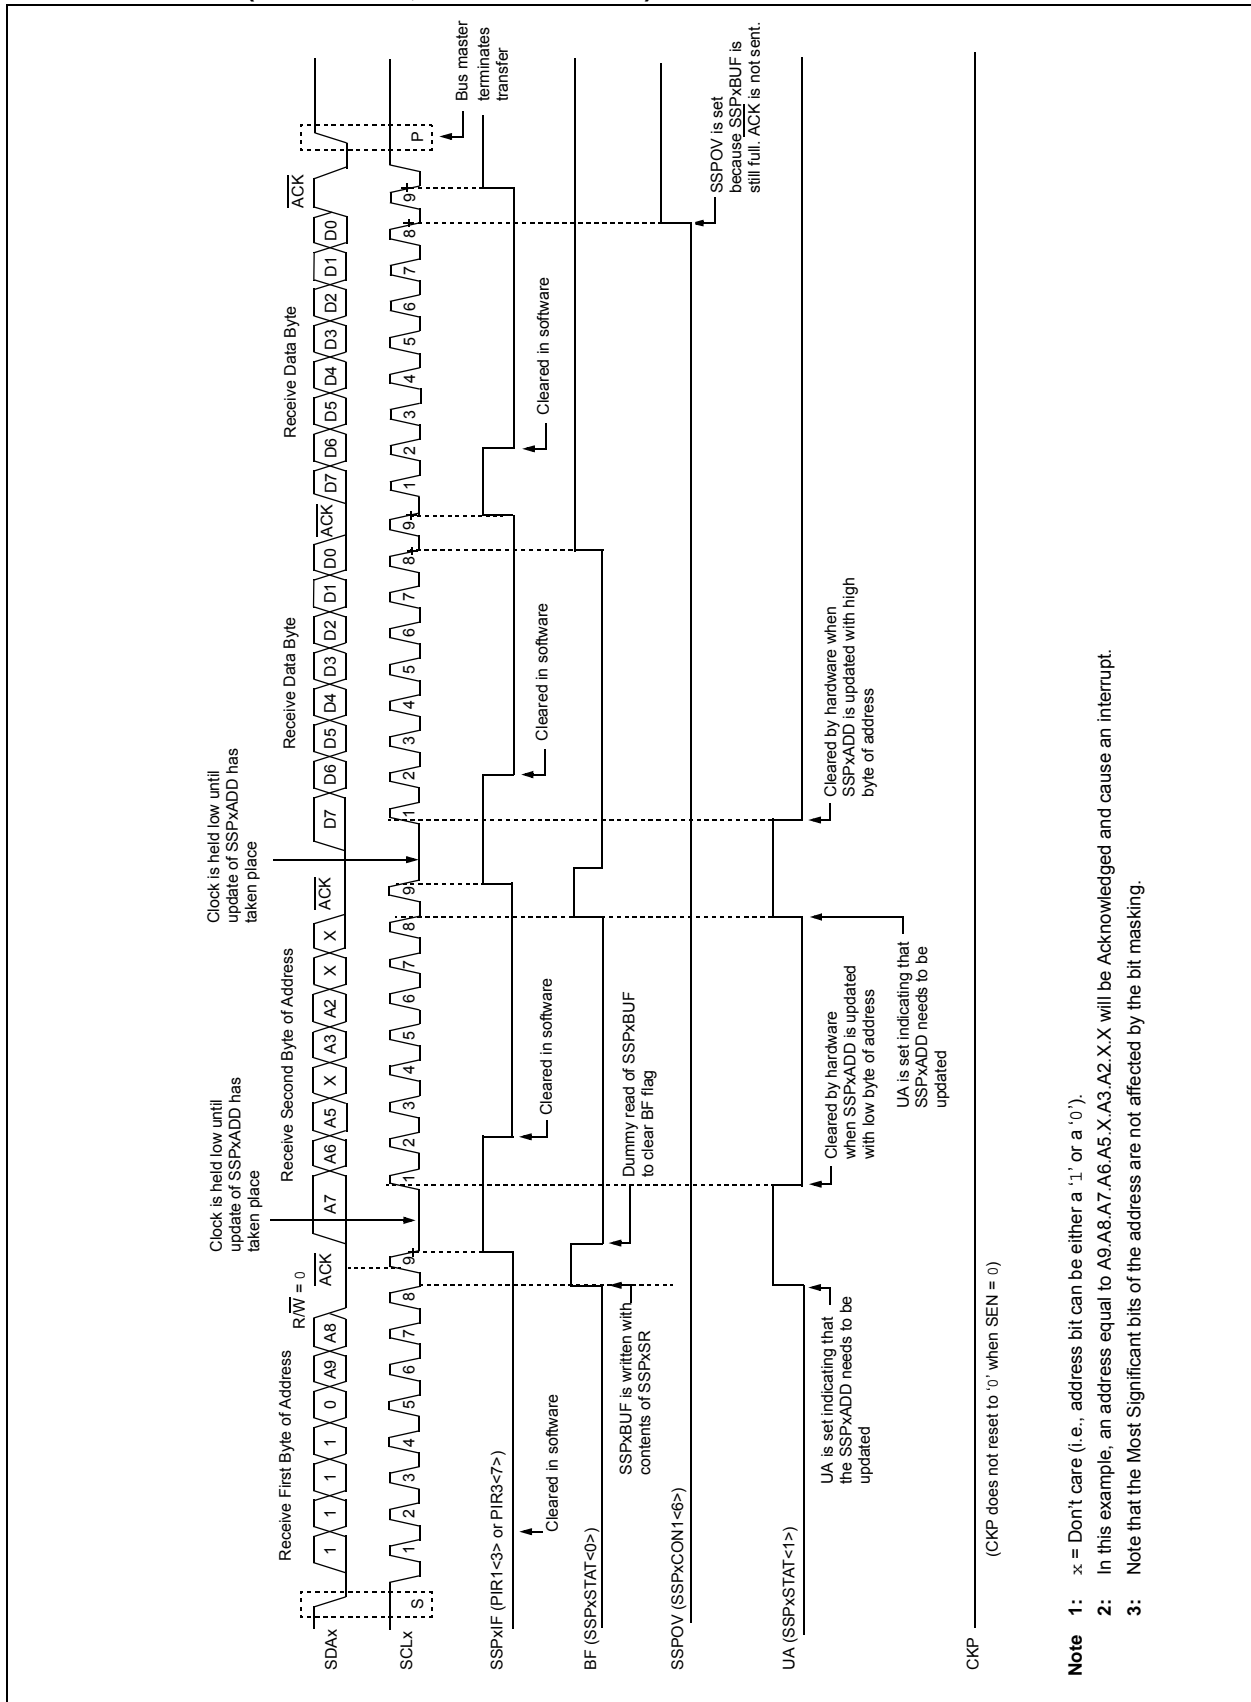 Receive First Byte of Address
R/W = 0
ACK
Receive Second Byte of Address
ACK
Receive Data Byte
ACK
Receive Data Byte
ACK
Clock is held low until
update of SSPxADD has
taken place
Clock is held low until
update of SSPxADD has
taken place
SDAx
1 1 1 1 0 A9 A8 A7 A6 A5 X A3 A2 X X D7 D6 D5 D4 D3 D2 D1 D0 D7 D6 D5 D4 D3 D2 D1 D0
SCLx
S 1 2 3 4 5 6 7 8 9 1 2 3 4 5 6 7 8 9 1 2 3 4 5 6 7 8 9 1 2 3 4 5 6 7 8 9 P
Bus master
terminates
transfer
SSPxIF (PIR1<3> or PIR3<7>)
Cleared in software
Cleared in software
Cleared in software
Cleared in software
Cleared in software
BF (SSPxSTAT<0>)
SSPxBUF is written with
contents of SSPxSR
Dummy read of SSPxBUF
to clear BF flag
SSPOV (SSPxCON1<6>)
SSPOV is set
because SSPxBUF is
still full. ACK is not sent.
UA (SSPxSTAT<1>)
UA is set indicating that
the SSPxADD needs to be
updated
Cleared by hardware
when SSPxADD is updated
with low byte of address
UA is set indicating that
SSPxADD needs to be
updated
Cleared by hardware when
SSPxADD is updated with high
byte of address
CKP
(CKP does not reset to ‘0’ when SEN = 0)
Note 1: x = Don’t care (i.e., address bit can be either a ‘1’ or a ‘0’).
2: In this example, an address equal to A9.A8.A7.A6.A5.X.A3.A2.X.X will be Acknowledged and cause an interrupt.
3: Note that the Most Significant bits of the address are not affected by the bit masking.